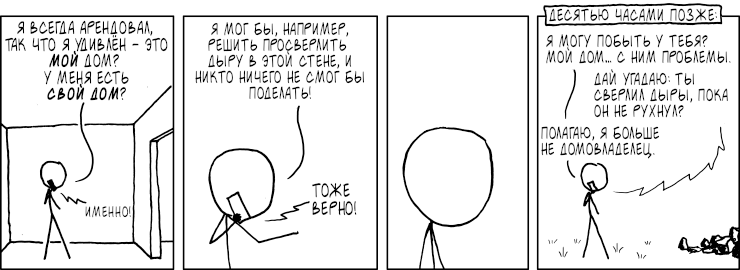 Я ВСЕГДА АРЕНДОВАЛ,
ТАК ЧТО Я УДИВЛЁН – ЭТО
МОЙ ДОМ?
У МЕНЯ ЕСТЬ
СВОЙ ДОМ?
ИМЕННО!
Я МОГ БЫ, НАПРИМЕР,
РЕШИТЬ ПРОСВЕРЛИТЬ
ДЫРУ В ЭТОЙ СТЕНЕ, И
НИКТО НИЧЕГО НЕ СМОГ БЫ
ПОДЕЛАТЬ!
ТОЖЕ
ВЕРНО!
ДЕСЯТЬЮ ЧАСАМИ ПОЗЖЕ:
Я МОГУ ПОБЫТЬ У ТЕБЯ?
МОЙ ДОМ... С НИМ ПРОБЛЕМЫ.
ДАЙ УГАДАЮ: ТЫ
СВЕРЛИЛ ДЫРЫ, ПОКА
ОН НЕ РУХНУЛ?
ПОЛАГАЮ, Я БОЛЬШЕ
НЕ ДОМОВЛАДЕЛЕЦ.